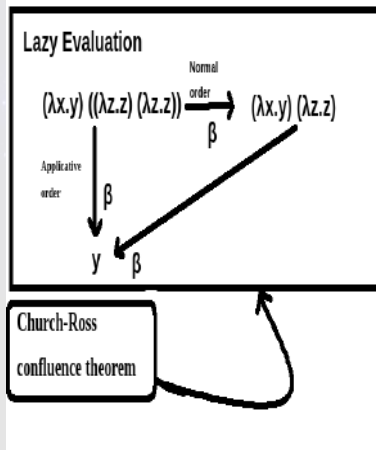 Lazy Evaluation
Normal
order
(λx.y) ((λz.z) (λz.z))
(λx.y) (λz.z)
β
Applicative
order
β
y
β
Church-Ross
confluence theorem